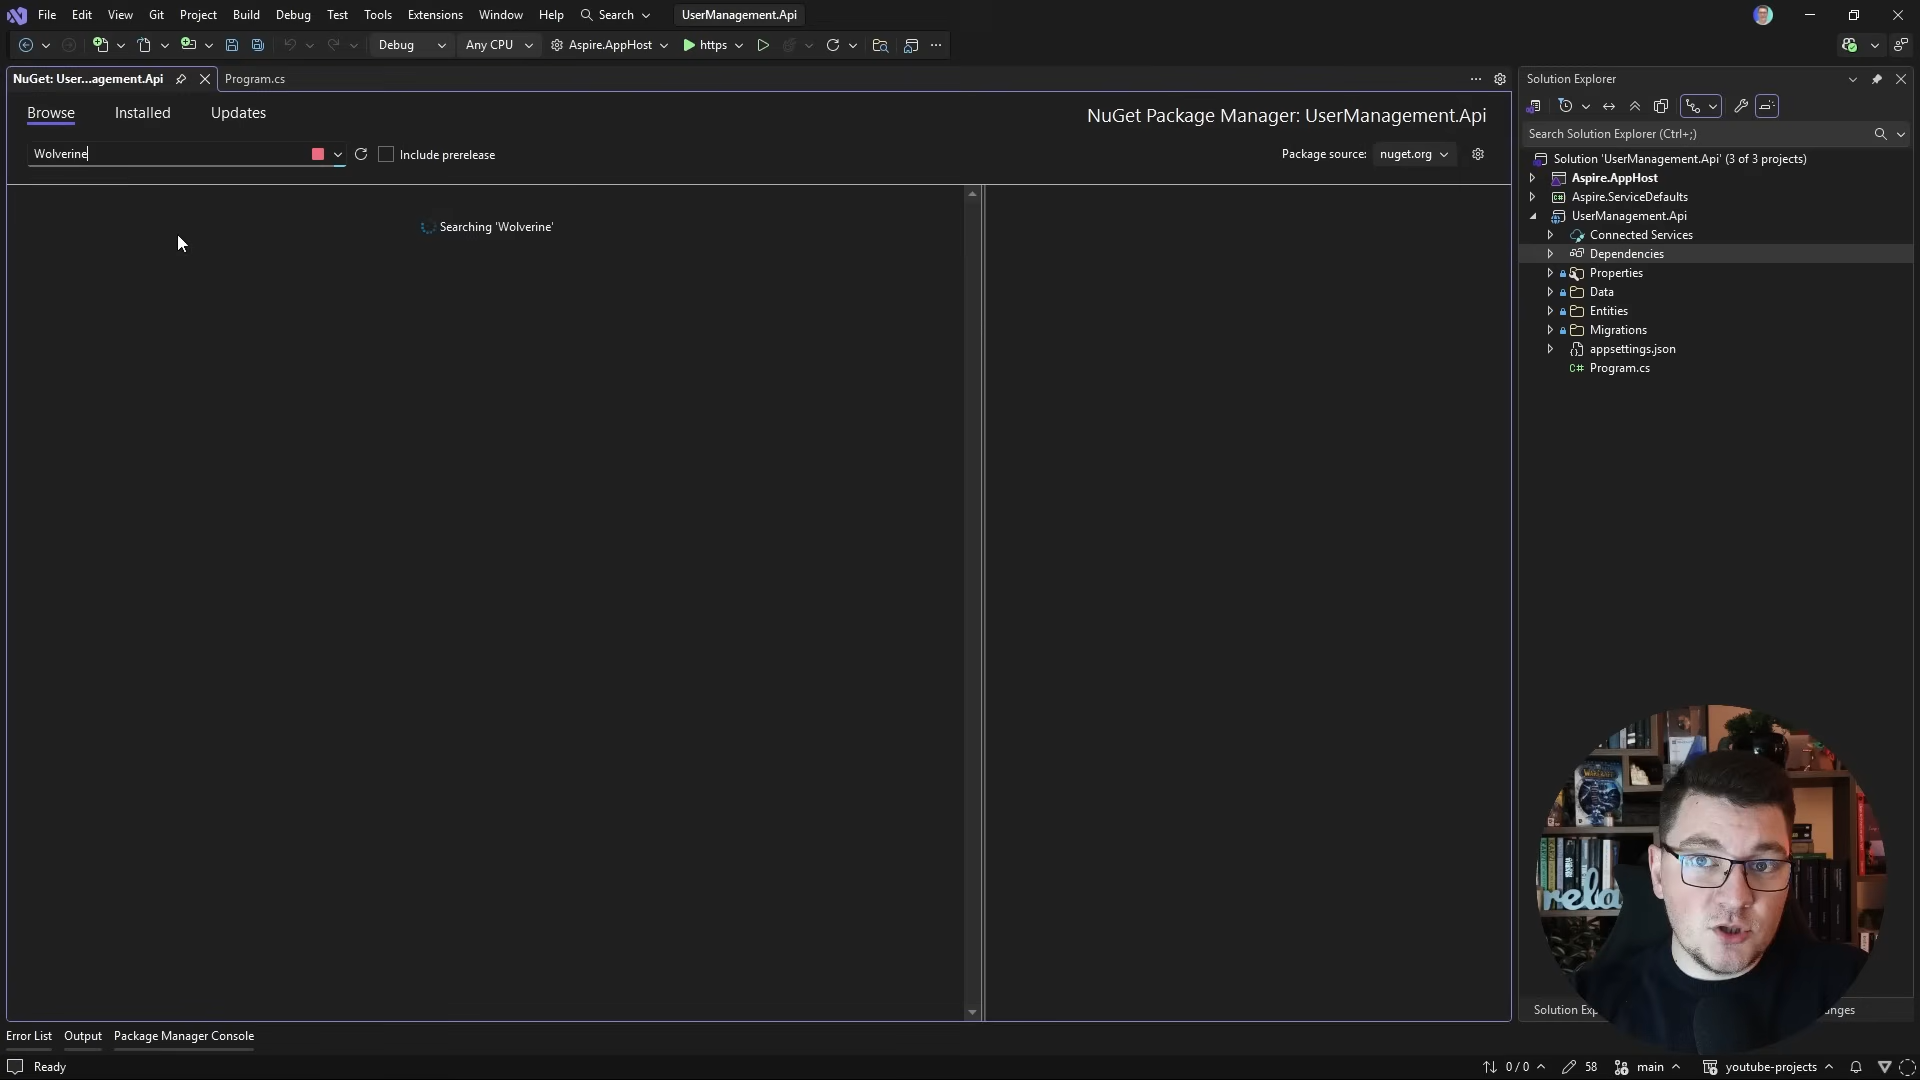 File Edit View Git Project Build Debug Test Tools Extensions Window Help Search UserManagement.Api
Debug Any CPU Aspire.AppHost https
NuGet: User...agement.Api Program.cs
Browse Installed Updates
NuGet Package Manager: UserManagement.Api
Wolverine Include prerelease
Package source: nuget.org
Searching 'Wolverine'
Solution Explorer
Search Solution Explorer (Ctrl+;)
Solution 'UserManagement.Api' (3 of 3 projects)
Aspire.AppHost
Aspire.ServiceDefaults
UserManagement.Api
Connected Services
Dependencies
Properties
Data
Entities
Migrations
appsettings.json
C# Program.cs
WARCRAFT
rela
Solution Exp
anges
Error List Output Package Manager Console
Ready
0 / 0 58 main youtube-projects